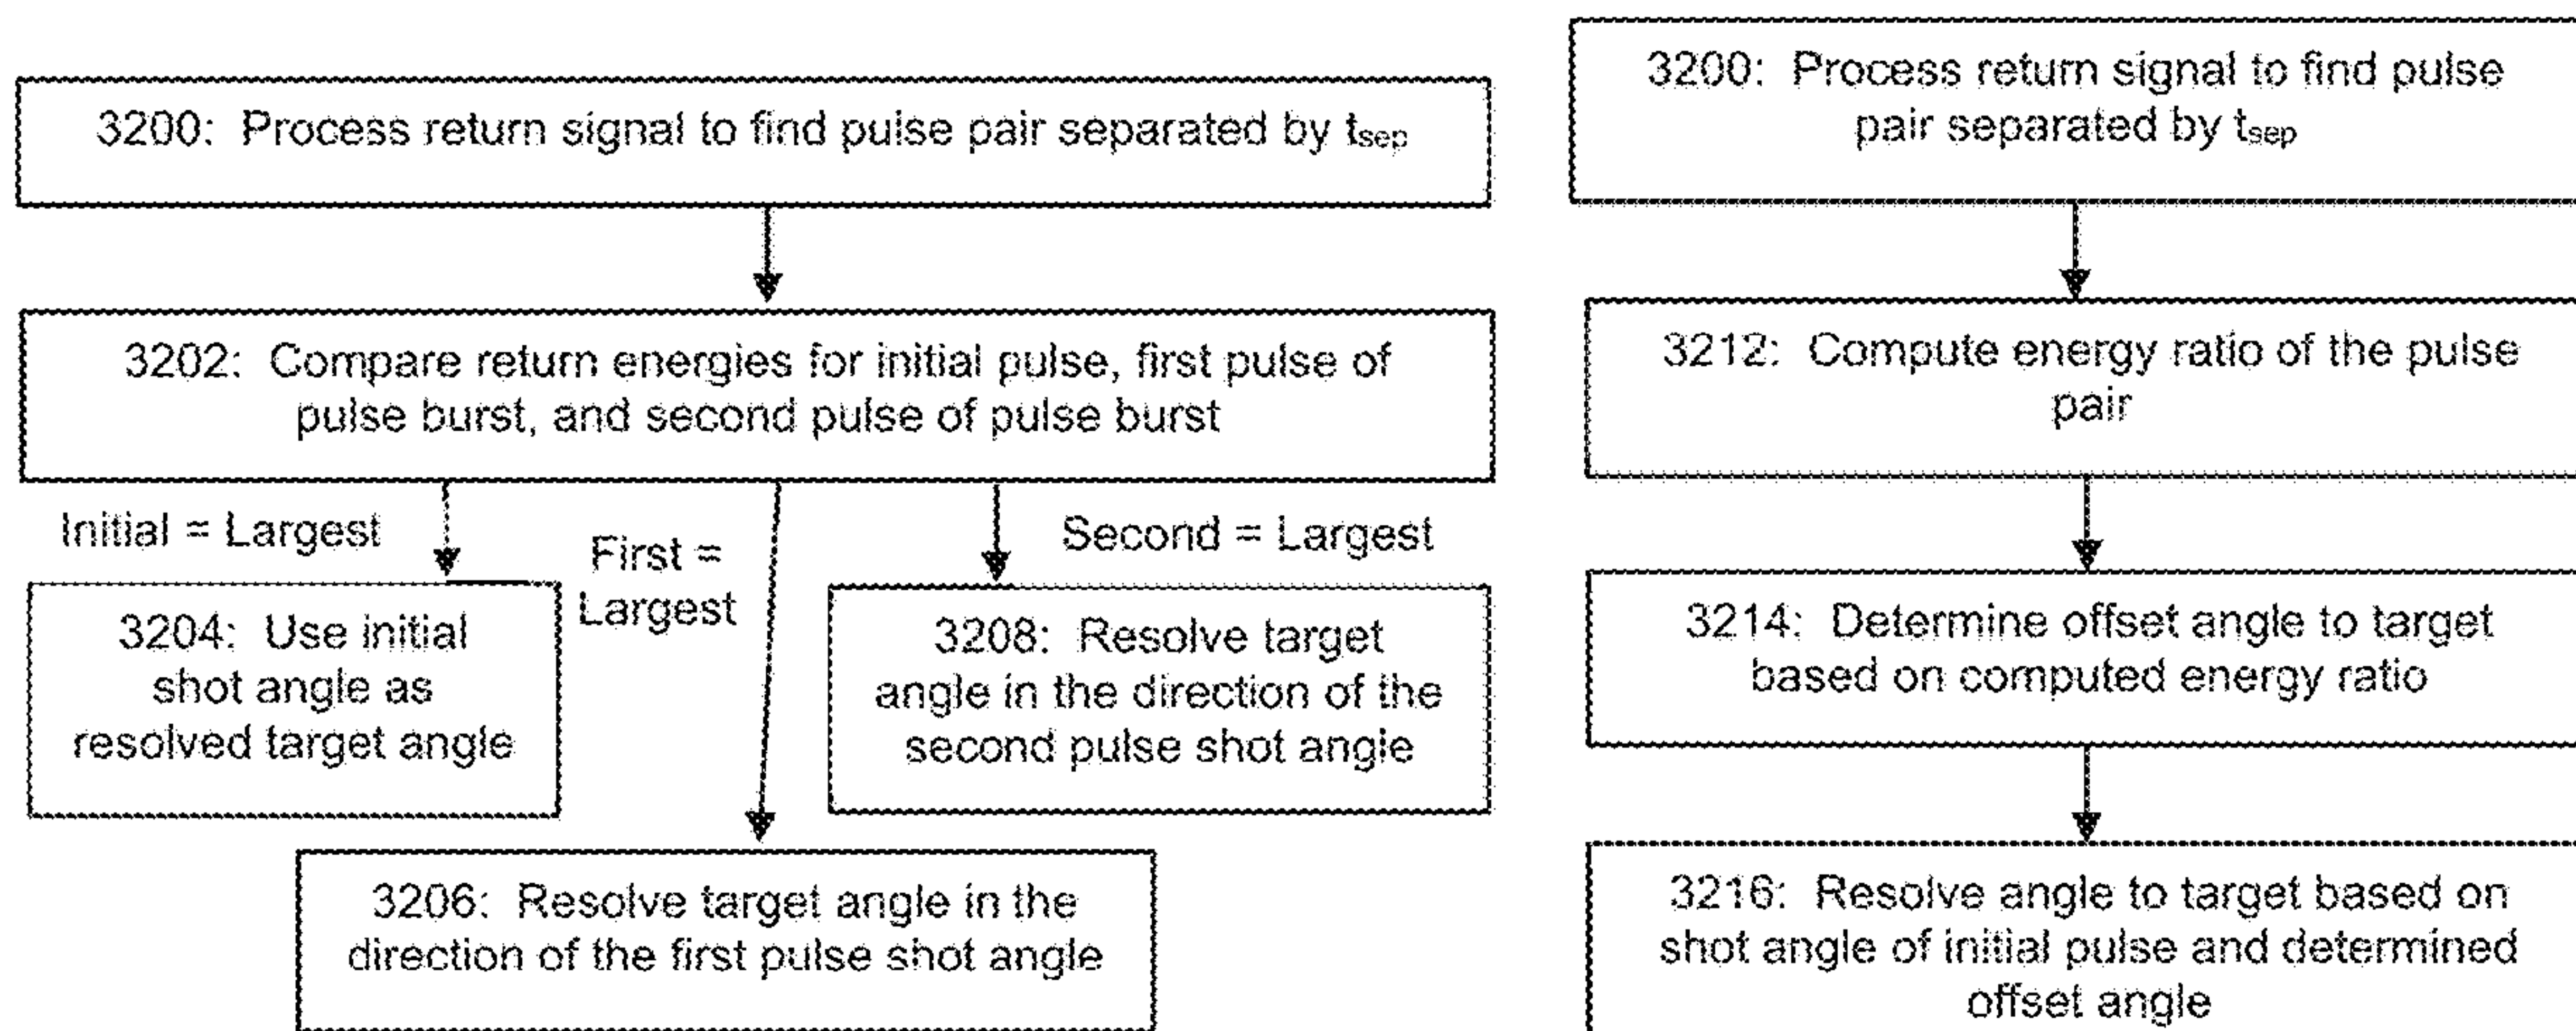 3200: Process return signal to find pulse pair separated by tsep
3202: Compare return energies for initial pulse, first pulse of
pulse burst, and second pulse of pulse burst
Initial = Largest
First =
Largest
Second = Largest
3204: Use initial
shot angle as
resolved target angle
3208: Resolve target
angle in the direction of the
second pulse shot angle
3206: Resolve target angle in the
direction of the first pulse shot angle
3200: Process return signal to find pulse
pair separated by tsep
3212: Compute energy ratio of the pulse
pair
3214: Determine offset angle to target
based on computed energy ratio
3216: Resolve angle to target based on
shot angle of initial pulse and determined
offset angle